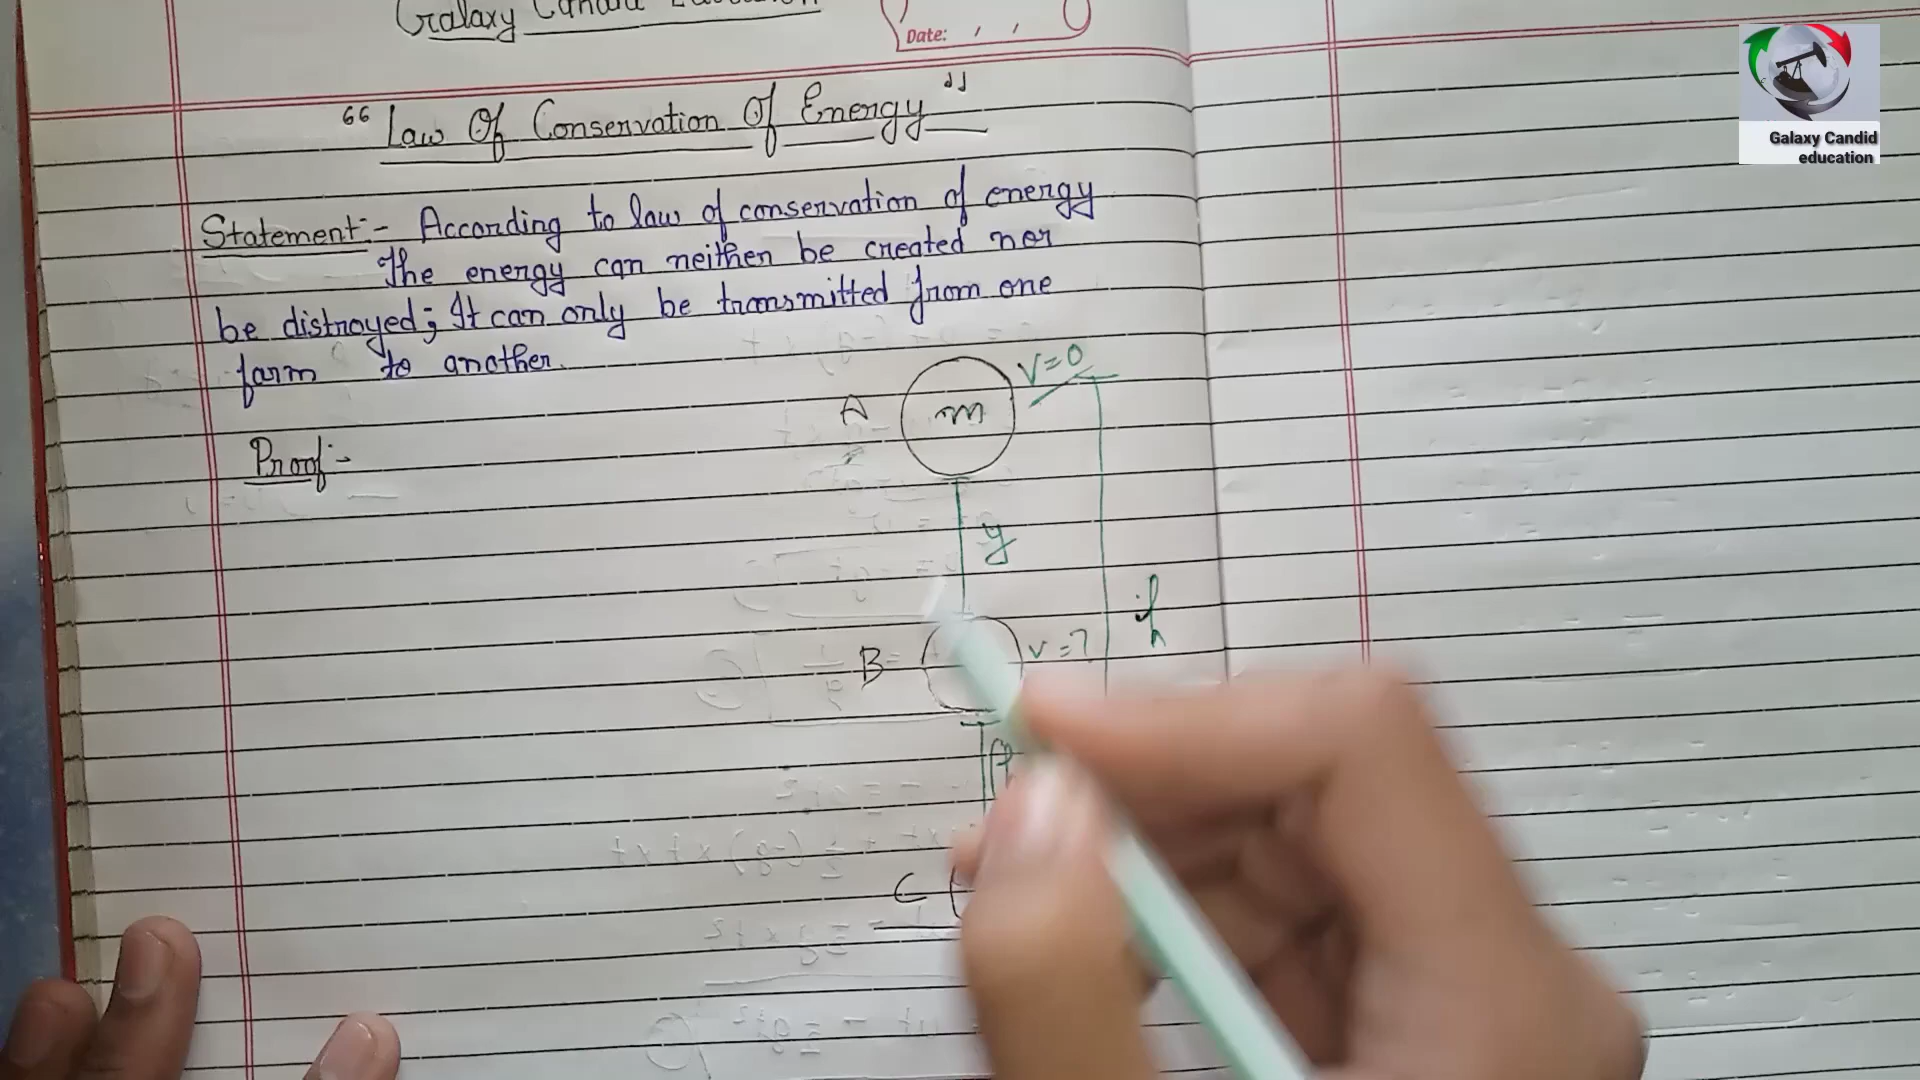 Galaxy Candid
Date: , ,
“ Law Of Conservation Of Energy ”
Statement:- According to law of conservation of energy
The energy can neither be created nor
be distroyed; It can only be transmitted from one
farm to another.
Proof:-
V=0
A
m
y
h
B
v=?
C
Galaxy Candid
education